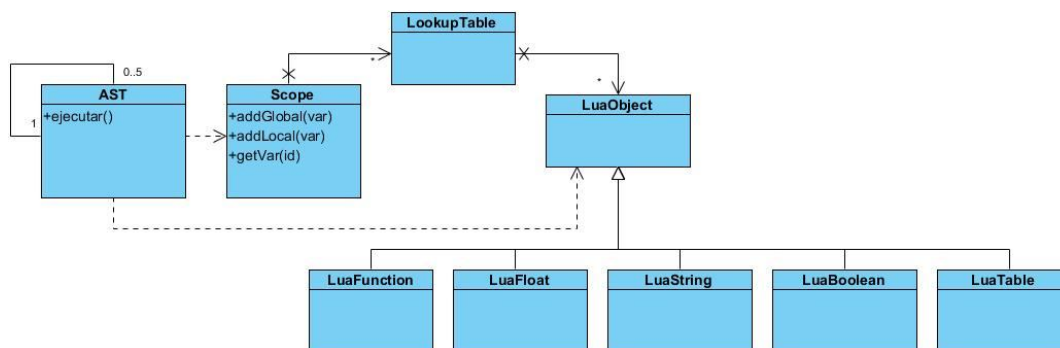 LookupTable
*
0..5
AST
+ejecutar()
1
Scope
+addGlobal(var)
+addLocal(var)
+getVar(id)
*
LuaObject
LuaFunction
LuaFloat
LuaString
LuaBoolean
LuaTable